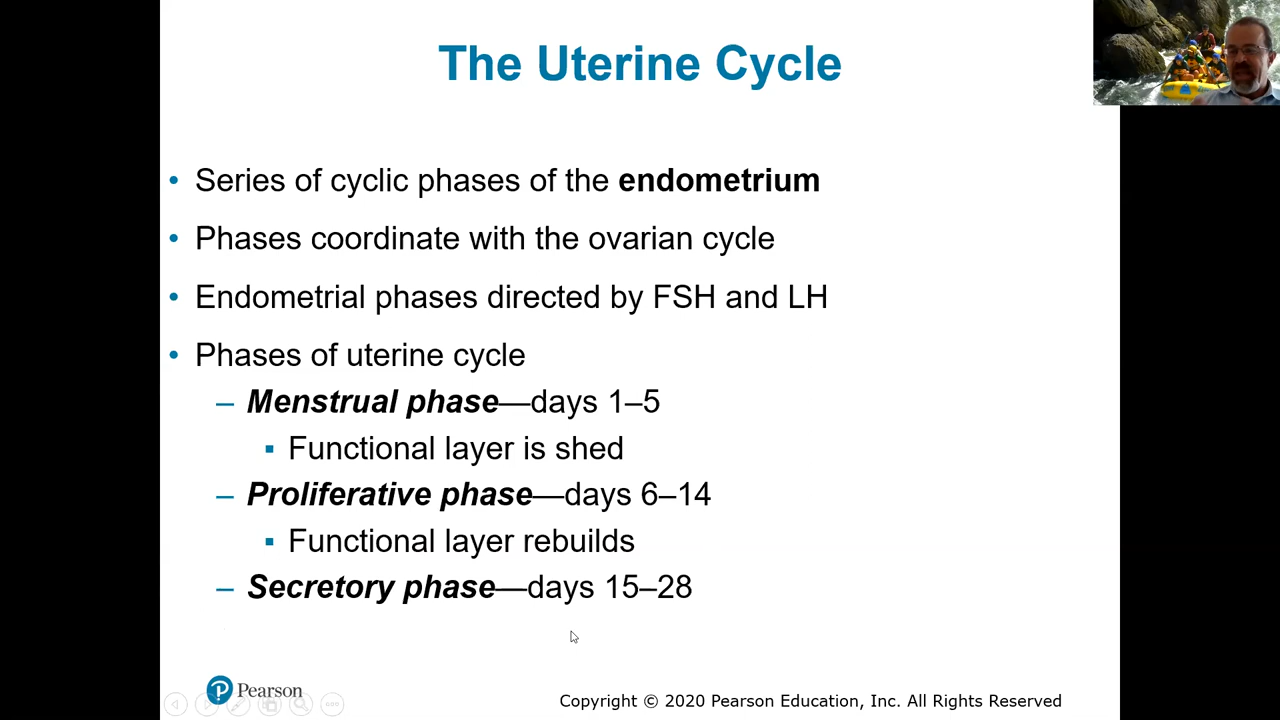 The Uterine Cycle
• Series of cyclic phases of the endometrium
• Phases coordinate with the ovarian cycle
• Endometrial phases directed by FSH and LH
• Phases of uterine cycle
– Menstrual phase—days 1–5
▪ Functional layer is shed
– Proliferative phase—days 6–14
▪ Functional layer rebuilds
– Secretory phase—days 15–28
Pearson
Copyright © 2020 Pearson Education, Inc. All Rights Reserved